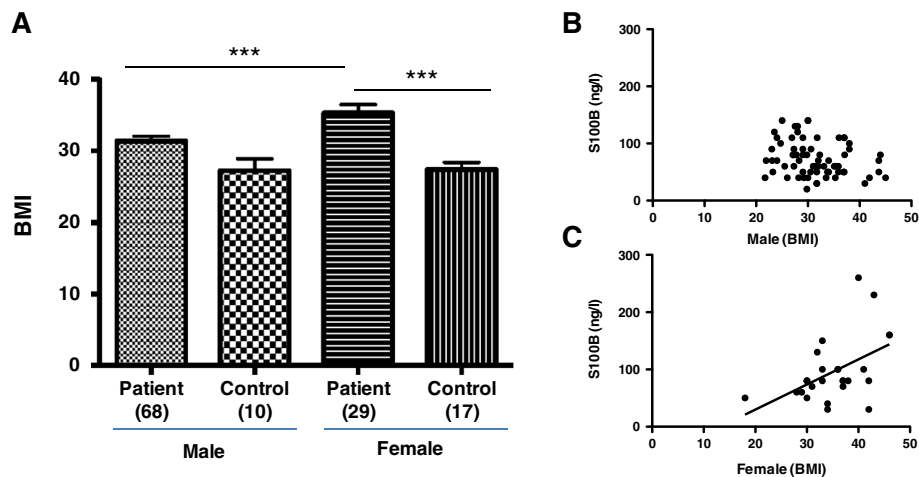 A
***
***
40
30
20
10
0
BMI
Patient
(68)
Control
(10)
Patient
(29)
Control
(17)
Male
Female
B
300
200
100
0
S100B (ng/l)
0 10 20 30 40 50
Male (BMI)
C
300
200
100
0
S100B (ng/l)
0 10 20 30 40 50
Female (BMI)